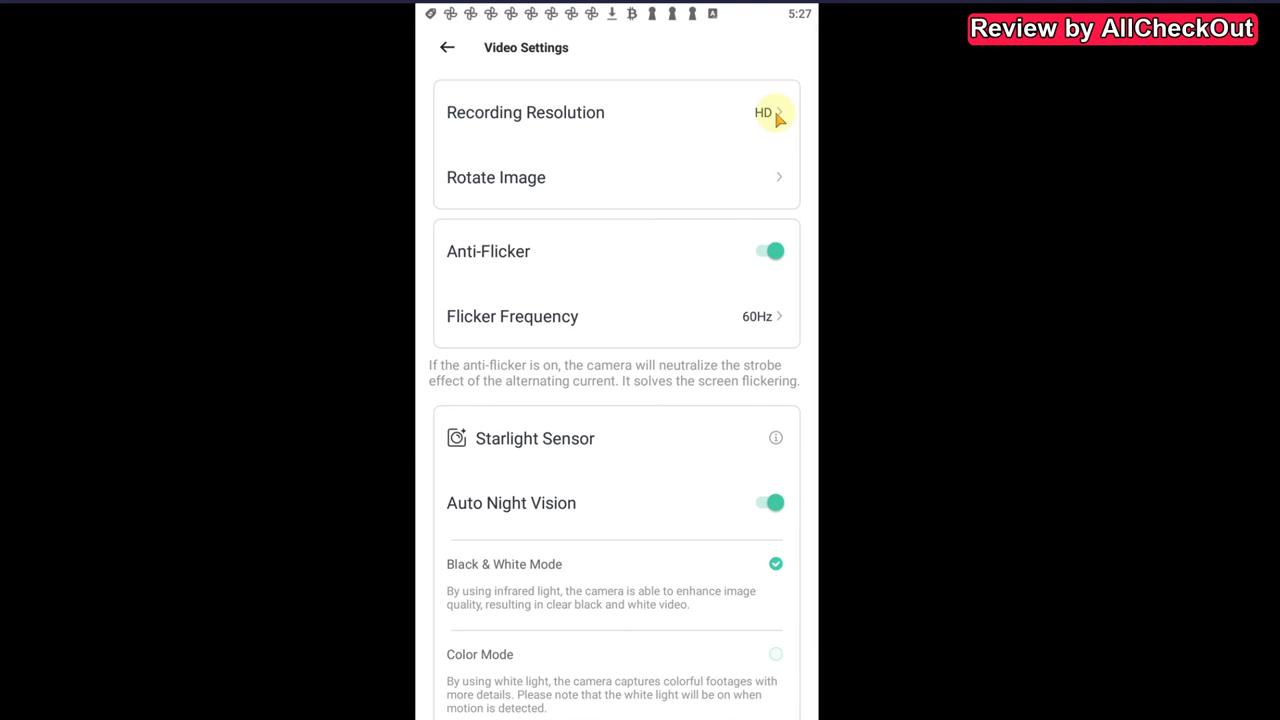 5:27
Review by AllCheckOut
Video Settings
Recording Resolution
HD
Rotate Image
Anti-Flicker
Flicker Frequency
60Hz
If the anti-flicker is on, the camera will neutralize the strobe
effect of the alternating current. It solves the screen flickering.
Starlight Sensor
Auto Night Vision
Black & White Mode
By using infrared light, the camera is able to enhance image
quality, resulting in clear black and white video.
Color Mode
By using white light, the camera captures colorful footages with
more details. Please note that the white light will be on when
motion is detected.